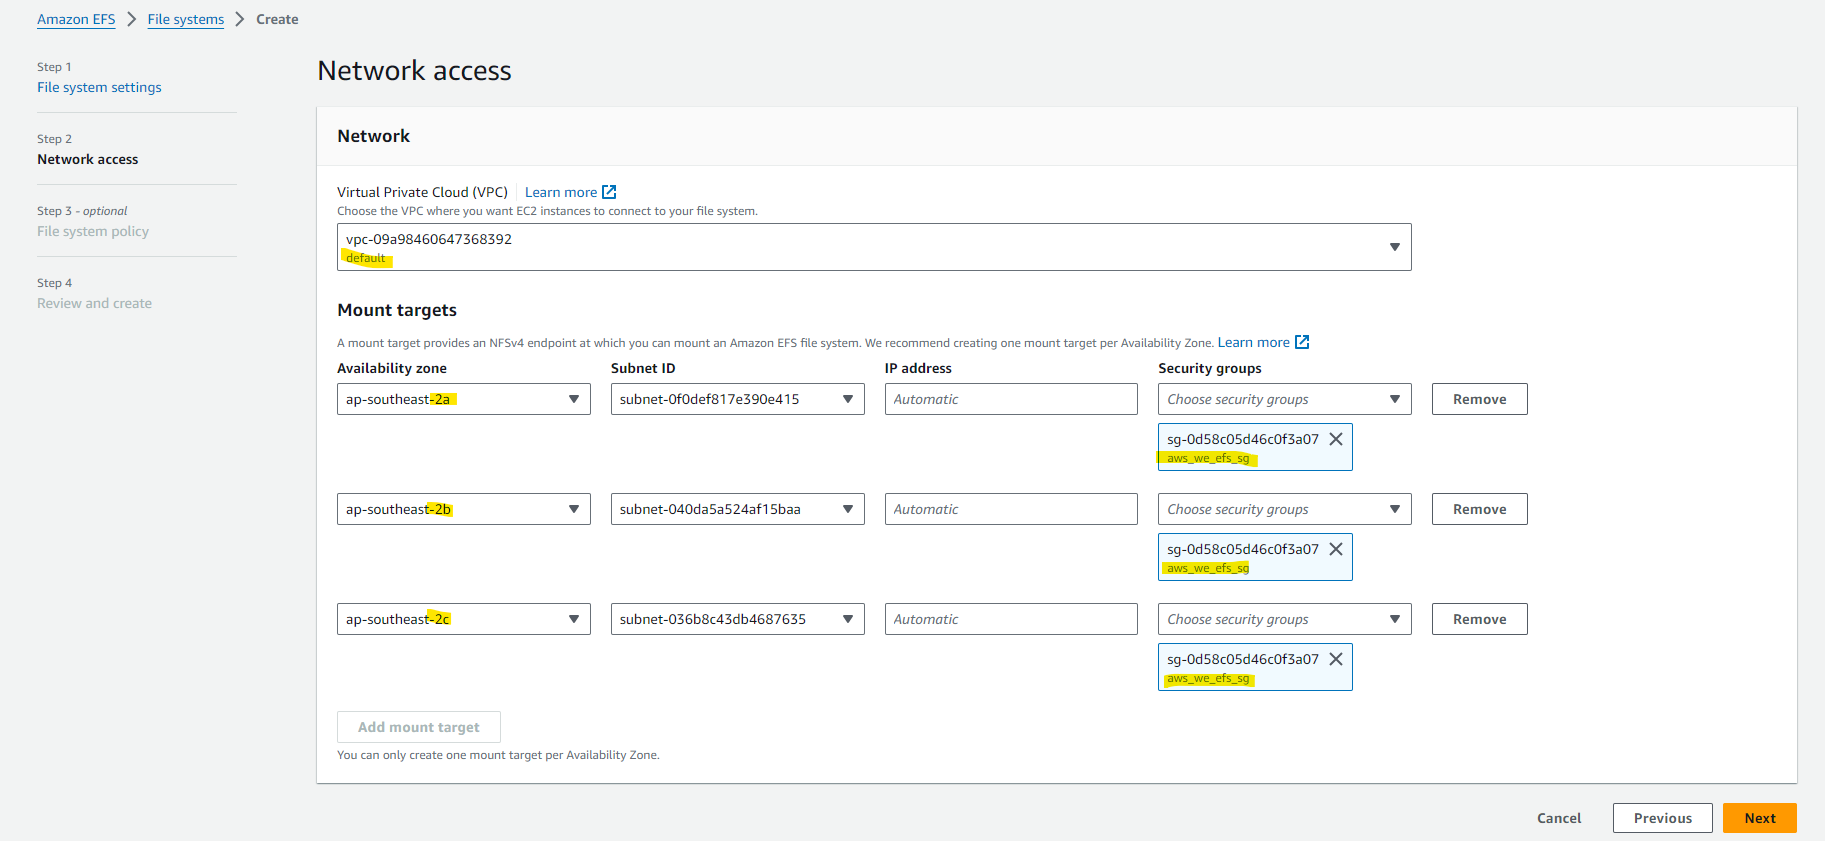 Amazon EFS > File systems > Create
Step 1
File system settings
Step 2
Network access
Step 3 - optional
File system policy
Step 4
Review and create
Network access
Network
Virtual Private Cloud (VPC) Learn more
Choose the VPC where you want EC2 instances to connect to your file system.
vpc-09a98460647368392
default
Mount targets
A mount target provides an NFSv4 endpoint at which you can mount an Amazon EFS file system. We recommend creating one mount target per Availability Zone. Learn more
Availability zone Subnet ID IP address Security groups
ap-southeast-2a subnet-0f0def817e390e415 Automatic Choose security groups Remove
sg-0d58c05d46c0f3a07
aws_we_efs_sg
ap-southeast-2b subnet-040da5a524af15baa Automatic Choose security groups Remove
sg-0d58c05d46c0f3a07
aws_we_efs_sg
ap-southeast-2c subnet-036b8c43db4687635 Automatic Choose security groups Remove
sg-0d58c05d46c0f3a07
aws_we_efs_sg
Add mount target
You can only create one mount target per Availability Zone.
Cancel Previous Next